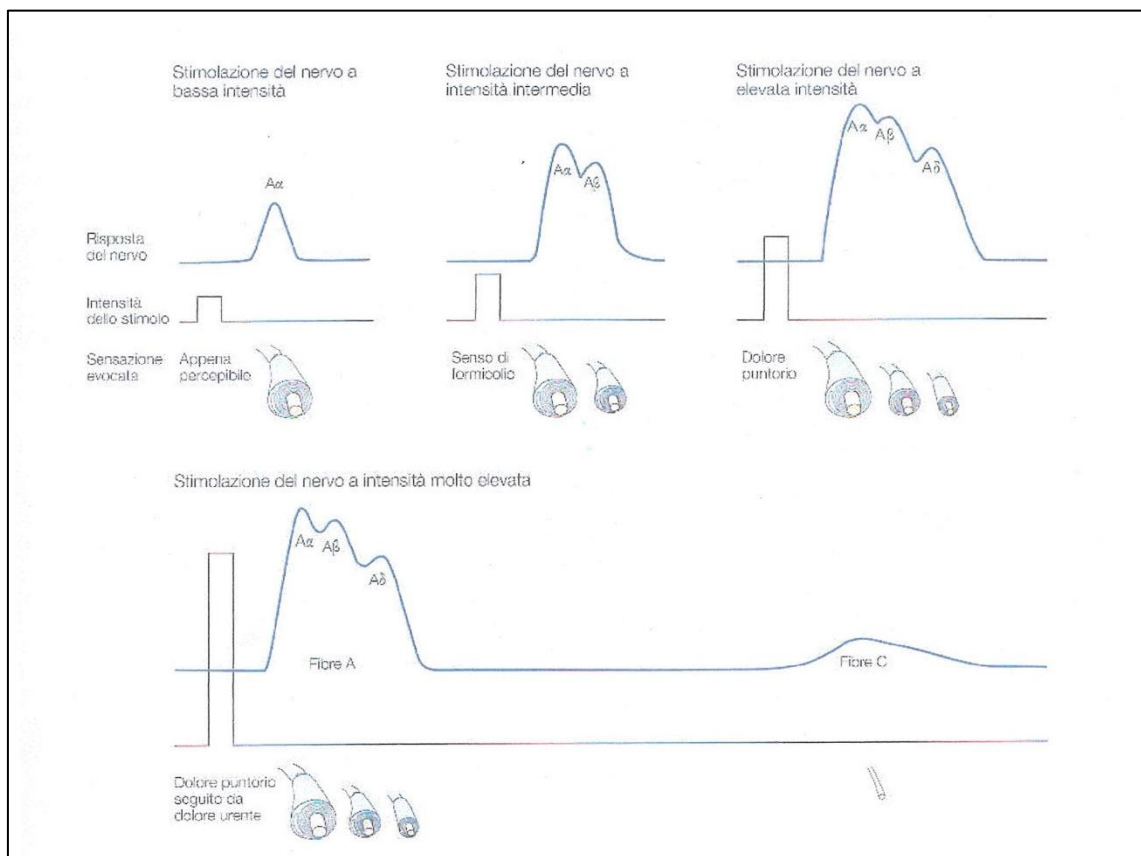 Stimolazione del nervo a
bassa intensità
Stimolazione del nervo a
intensità intermedia
Stimolazione del nervo a
elevata intensità
Aα
Aα
Aβ
Aα
Aβ
Aδ
Risposta
del nervo
Intensità
dello stimolo
Sensazione
evocata
Appena
percepibile
Senso di
formicolio
Dolore
puntorio
Stimolazione del nervo a intensità molto elevata
Aα
Aβ
Aδ
Fibre A
Fibre C
Dolore puntorio
seguito da
dolore urente